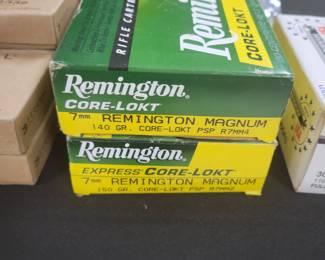 RIFLE CARTR
Remington
CORE-LOKT
Remington®
CORE-LOKT
7mm REMINGTON MAGNUM
140 GR. CORE-LOKT PSP R7MM4
Remington®
EXPRESS CORE-LOKT
7mm REMINGTON MAGNUM
150 GR. CORE-LOKT PSP R7MM2
30